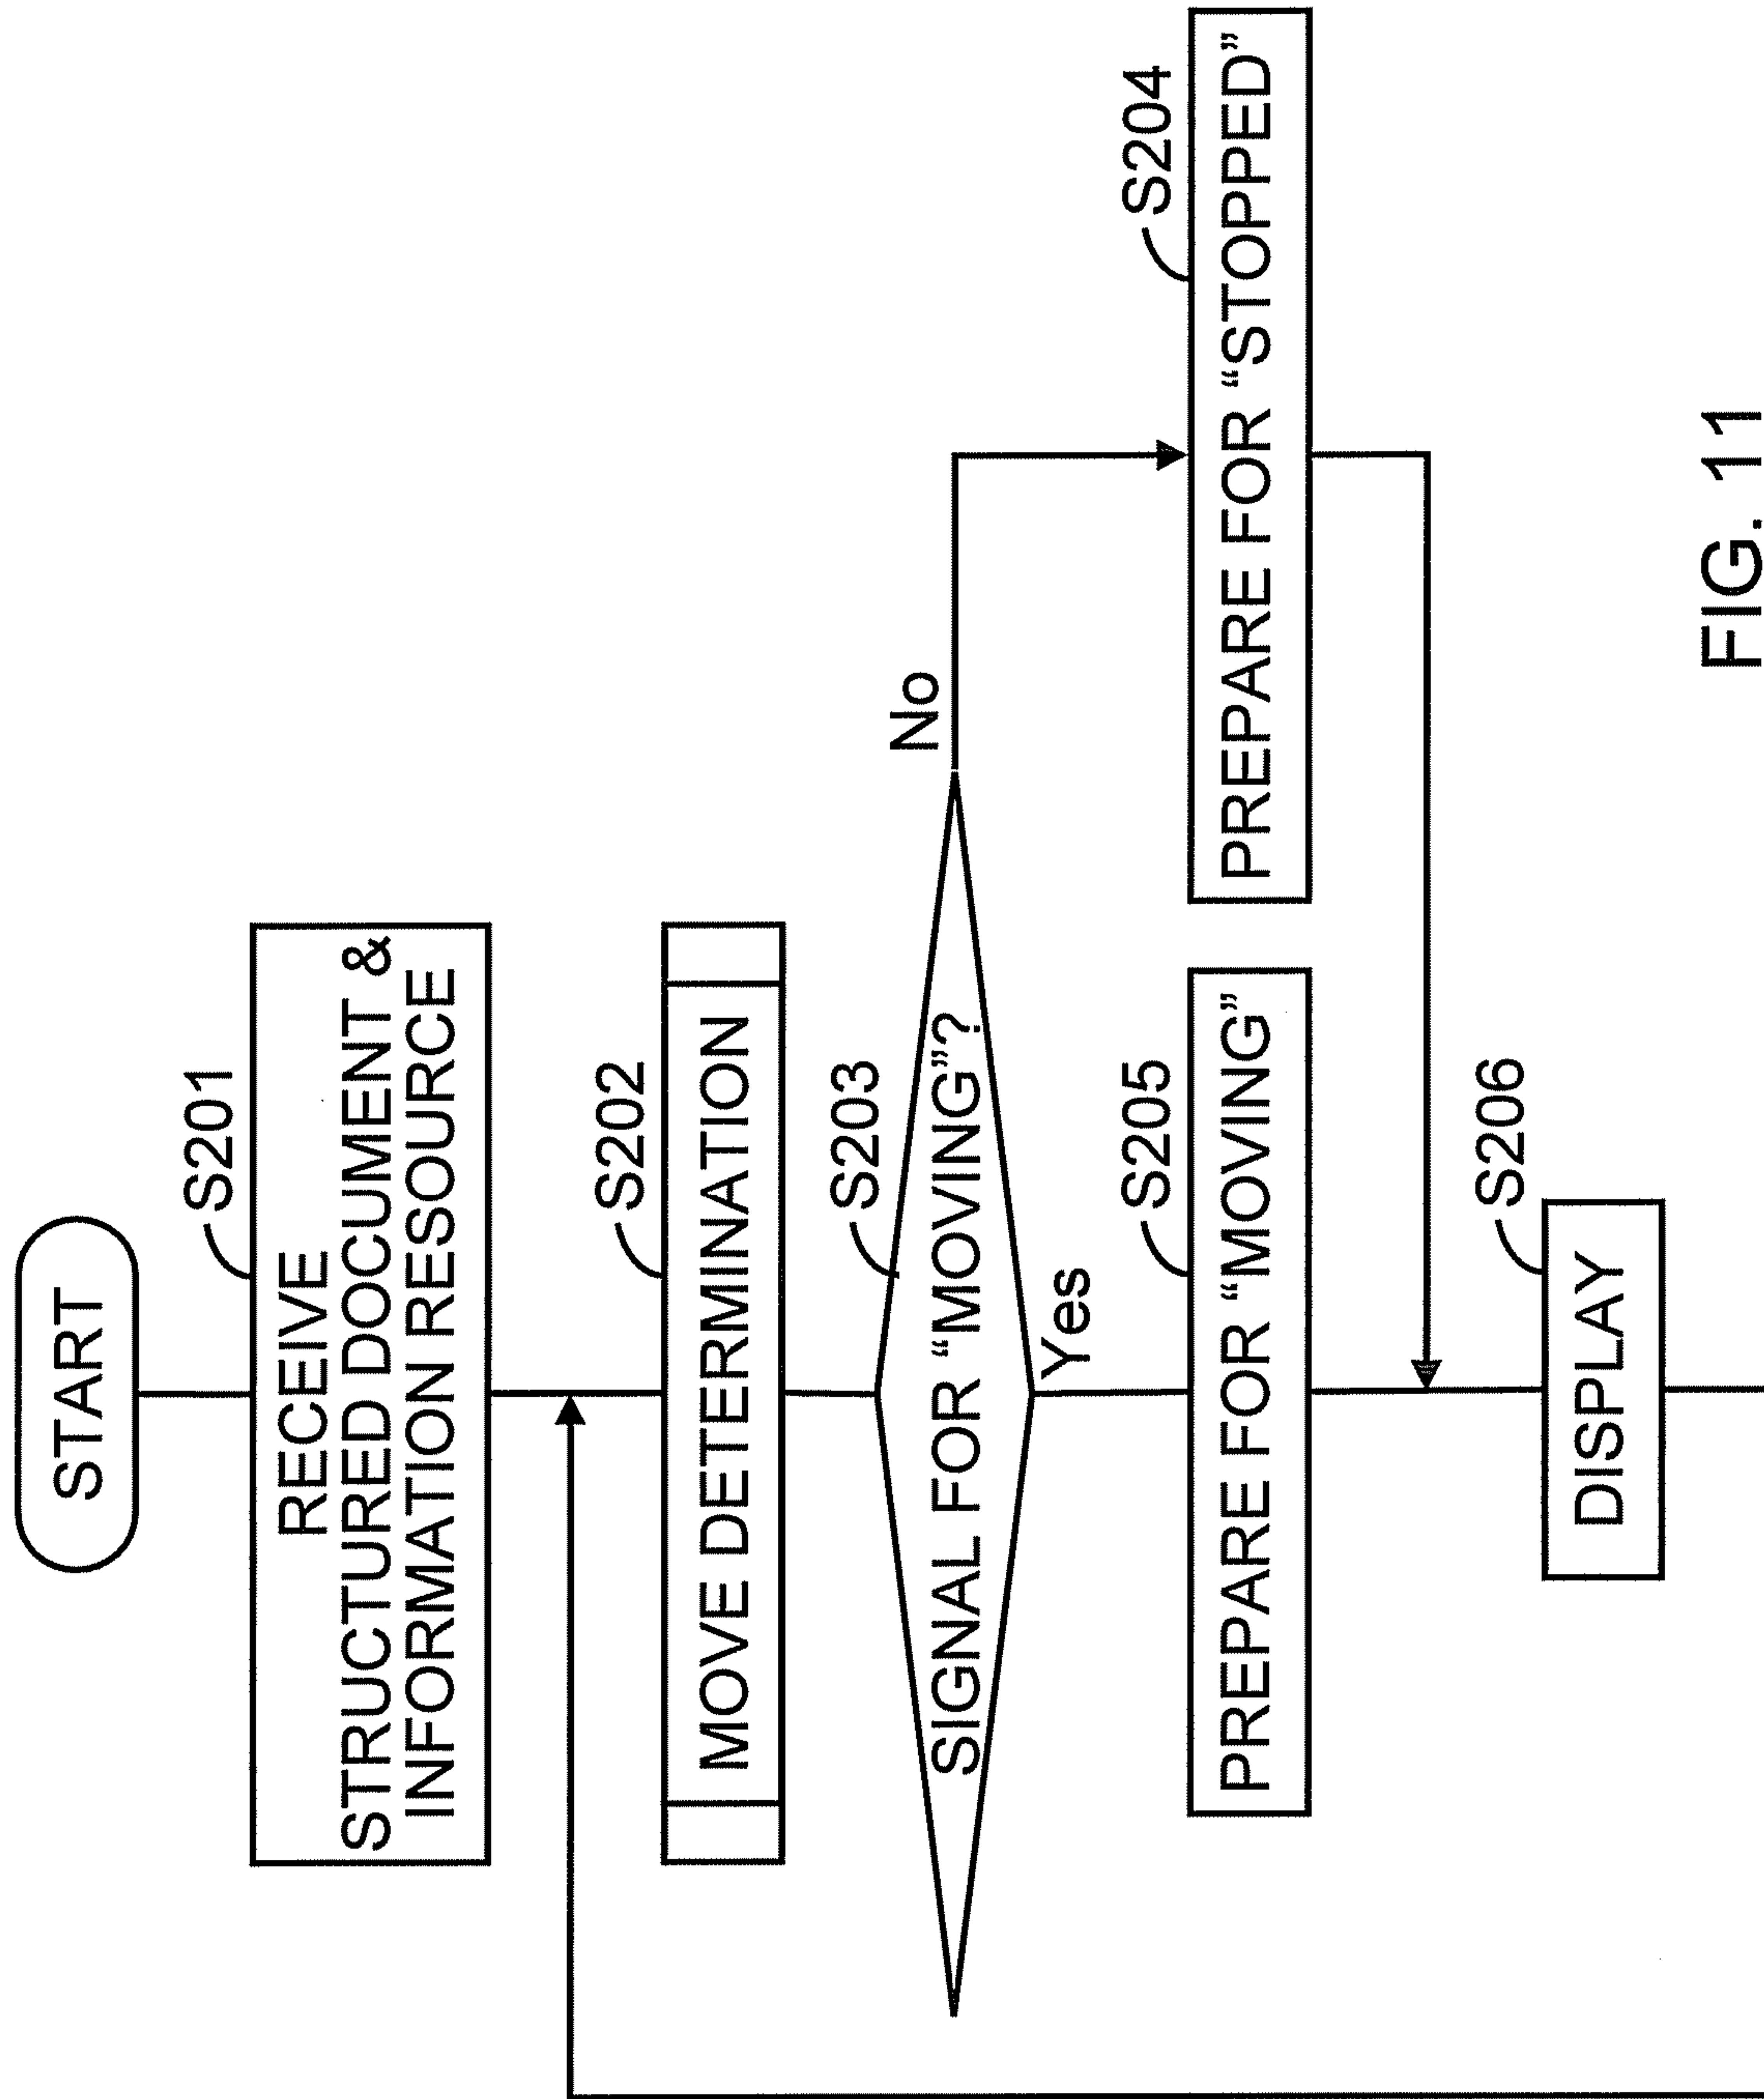 START
S201
RECEIVE
STRUCTURED DOCUMENT &
INFORMATION RESOURCE
S202
MOVE DETERMINATION
S203
SIGNAL FOR “MOVING”?
No
Yes
S205
PREPARE FOR “MOVING”
S204
PREPARE FOR “STOPPED”
S206
DISPLAY
FIG. 11